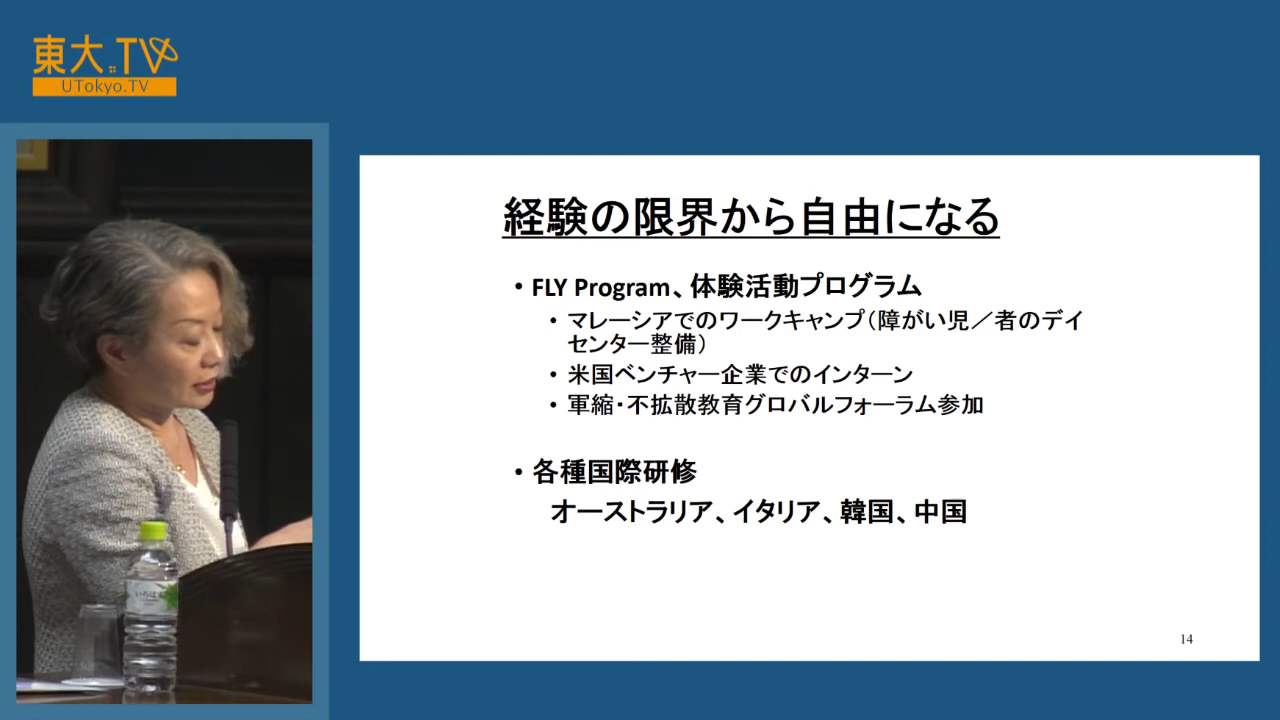 東大.TV
UTokyo.TV
経験の限界から自由になる
・FLY Program、体験活動プログラム
・マレーシアでのワークキャンプ（障がい児／者のデイ
センター整備）
・米国ベンチャー企業でのインターン
・軍縮・不拡散教育グロバルフォーラム参加
・各種国際研修
オーストラリア、イタリア、韓国、中国
14
いろはす